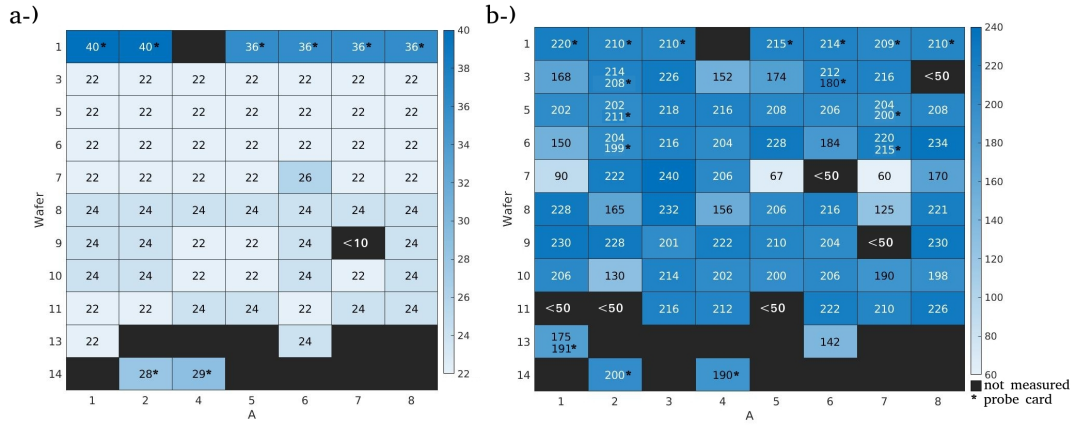 a-)
1 40* 40* 36* 36* 36* 36*
3 22 22 22 22 22 22 22
5 22 22 22 22 22 22 22
6 22 22 22 22 22 22 22
7 22 22 22 22 26 22 22
8 24 24 24 24 24 24 24
9 24 24 22 22 24 <10 24
10 24 24 22 22 24 22 24
11 22 22 24 24 22 24 24
13 22 24
14 28* 29*
1 2 4 5 6 7 8
A
Wafer
40
38
36
34
32
30
28
26
24
22
b-)
1 220* 210* 210* 215* 214* 209* 210*
3 168 214 208* 226 152 174 212 180* 216 <50
5 202 202 211* 218 216 208 206 204 200* 208
6 150 204 199* 216 204 228 184 220 215* 234
7 90 222 240 206 67 <50 60 170
8 228 165 232 156 206 216 125 221
9 230 228 201 222 210 204 <50 230
10 206 130 214 202 200 206 190 198
11 <50 <50 216 212 <50 222 210 226
13 175 191* 142
14 200* 190*
1 2 3 4 5 6 7 8
A
Wafer
240
220
200
180
160
140
120
100
80
60
not measured
* probe card